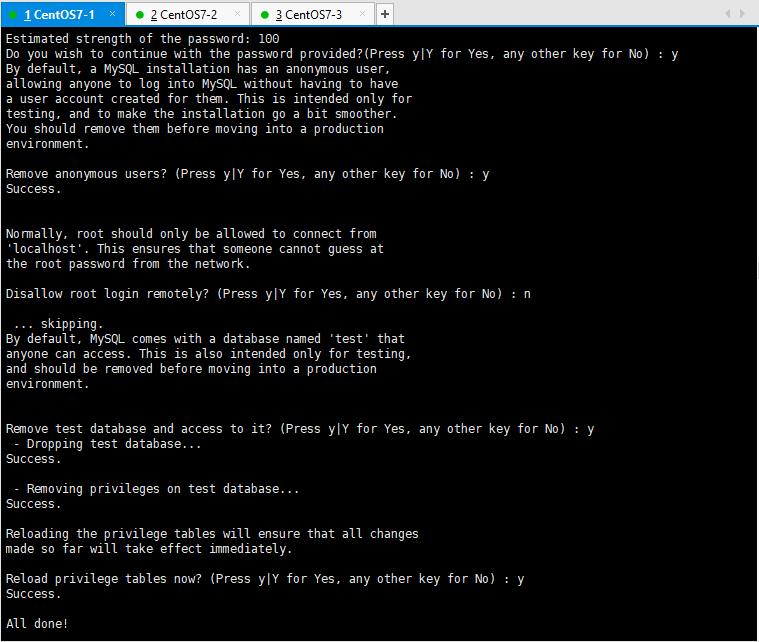 1 CentOS7-1 × 2 CentOS7-2 × 3 CentOS7-3 × +
Estimated strength of the password: 100
Do you wish to continue with the password provided?(Press y|Y for Yes, any other key for No) : y
By default, a MySQL installation has an anonymous user,
allowing anyone to log into MySQL without having to have
a user account created for them. This is intended only for
testing, and to make the installation go a bit smoother.
You should remove them before moving into a production
environment.
Remove anonymous users? (Press y|Y for Yes, any other key for No) : y
Success.
Normally, root should only be allowed to connect from
'localhost'. This ensures that someone cannot guess at
the root password from the network.
Disallow root login remotely? (Press y|Y for Yes, any other key for No) : n
... skipping.
By default, MySQL comes with a database named 'test' that
anyone can access. This is also intended only for testing,
and should be removed before moving into a production
environment.
Remove test database and access to it? (Press y|Y for Yes, any other key for No) : y
- Dropping test database...
Success.
- Removing privileges on test database...
Success.
Reloading the privilege tables will ensure that all changes
made so far will take effect immediately.
Reload privilege tables now? (Press y|Y for Yes, any other key for No) : y
Success.
All done!